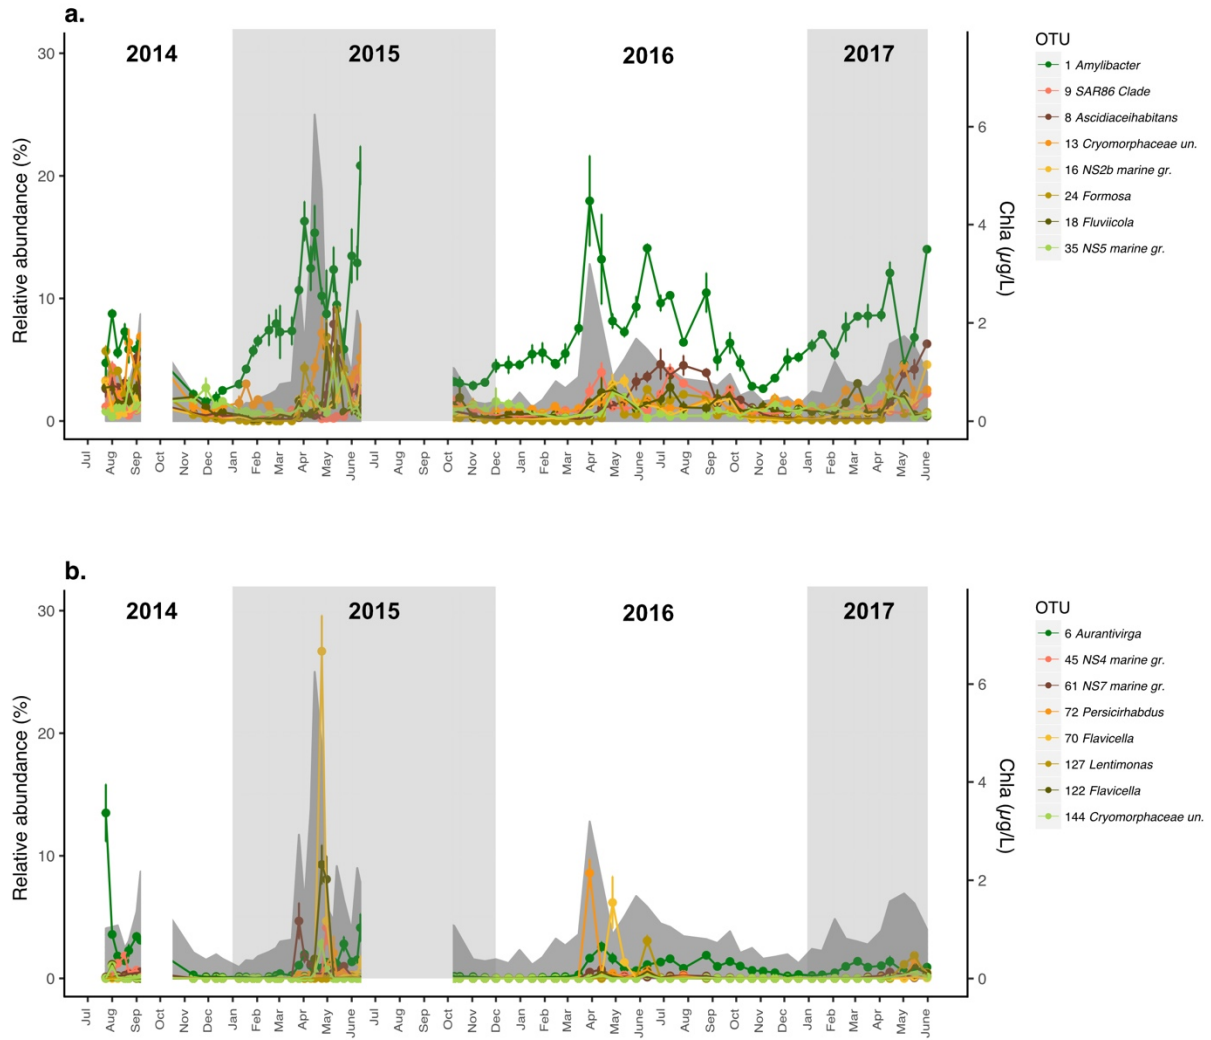 a.
2014 2015 2016 2017
30
20
10
0
Relative abundance (%)
6
4
2
0
Chla (µg/L)
Jul Aug Sep Oct Nov Dec Jan Feb Mar Apr May June Jul Aug Sep Oct Nov Dec Jan Feb Mar Apr May June Jul Aug Sep Oct Nov Dec Jan Feb Mar Apr May June
OTU
1 Amylibacter
9 SAR86 Clade
8 Ascidiaceihabitans
13 Cryomorphaceae un.
16 NS2b marine gr.
24 Formosa
18 Fluviicola
35 NS5 marine gr.
b.
2014 2015 2016 2017
30
20
10
0
Relative abundance (%)
6
4
2
0
Chla (µg/L)
Jul Aug Sep Oct Nov Dec Jan Feb Mar Apr May June Jul Aug Sep Oct Nov Dec Jan Feb Mar Apr May June Jul Aug Sep Oct Nov Dec Jan Feb Mar Apr May June
OTU
6 Aurantivirga
45 NS4 marine gr.
61 NS7 marine gr.
72 Persicirhabdus
70 Flavicella
127 Lentimonas
122 Flavicella
144 Cryomorphaceae un.